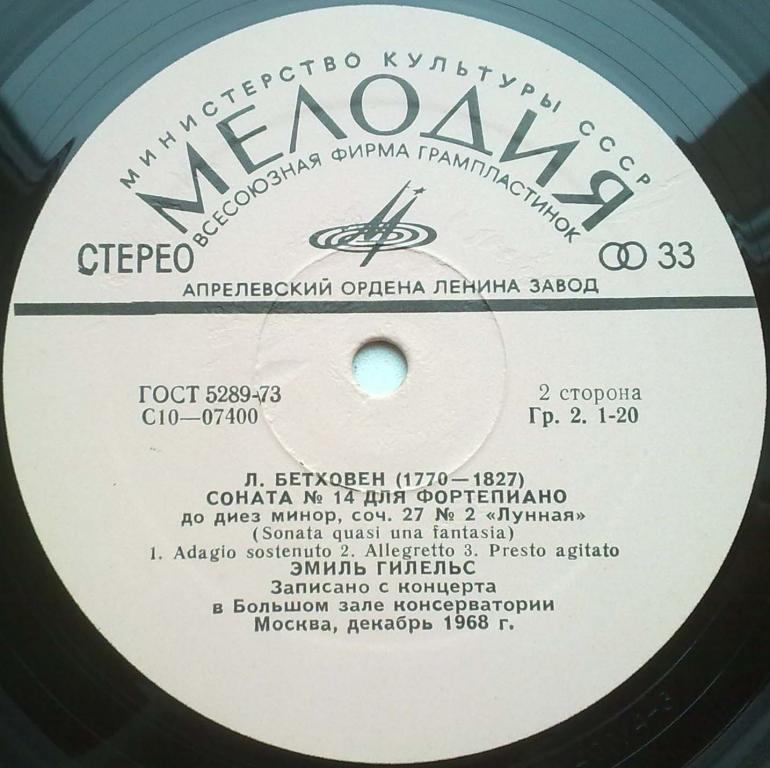 МИНИСТЕРСТВО КУЛЬТУРЫ СССР
МЕЛОДИЯ
ВСЕСОЮЗНАЯ ФИРМА ГРАМПЛАСТИНОК
СТЕРЕО
33
АПРЕЛЕВСКИЙ ОРДЕНА ЛЕНИНА ЗАВОД
ГОСТ 5289-73
2 сторона
С10—07400
Гр. 2. 1-20
Л. БЕТХОВЕН (1770—1827)
СОНАТА № 14 ДЛЯ ФОРТЕПИАНО
до диез минор, соч. 27 № 2 «Лунная»
(Sonata quasi una fantasia)
1. Adagio sostenuto 2. Allegretto 3. Presto agitato
ЭМИЛЬ ГИЛЕЛЬС
Записано с концерта
в Большом зале консерватории
Москва, декабрь 1968 г.